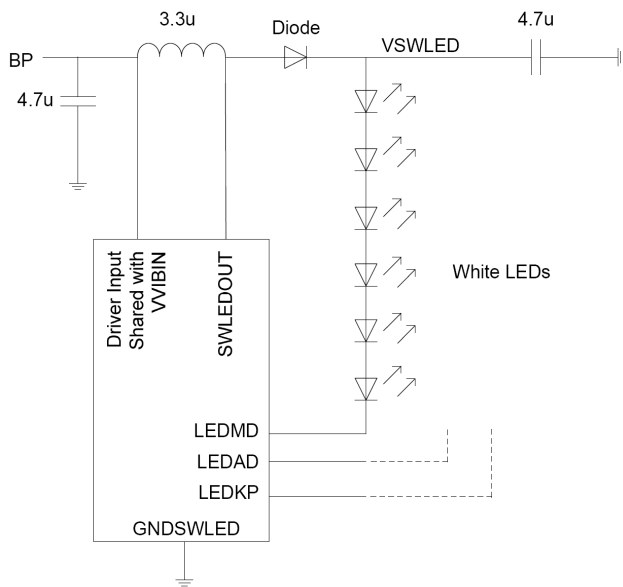 3.3u
4.7u
Diode
BP
VSWLED
4.7u
Driver Input
Shared with
VVIBIN
SWLEDOUT
White LEDs
LEDMD
LEDAD
LEDKP
GNDSWLED